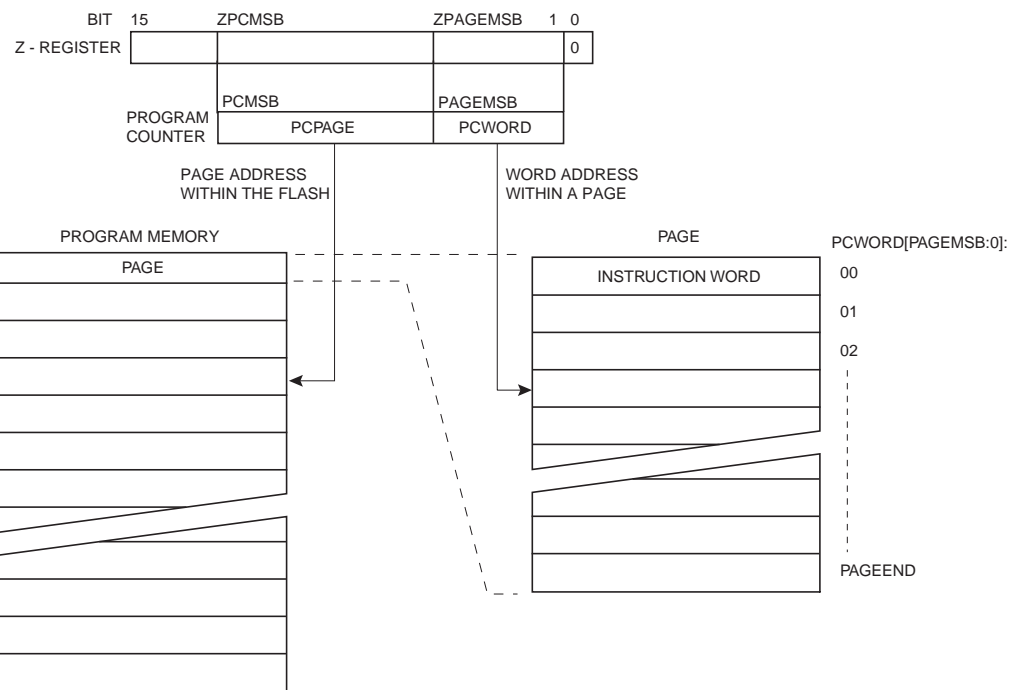 BIT 15 ZPCMSB ZPAGEMSB 1 0
Z - REGISTER 0
PCMSB PAGEMSB
PROGRAM
COUNTER
PCPAGE PCWORD
PAGE ADDRESS
WITHIN THE FLASH
WORD ADDRESS
WITHIN A PAGE
PROGRAM MEMORY
PAGE
PAGE
INSTRUCTION WORD
PCWORD[PAGEMSB:0]:
00
01
02
PAGEEND